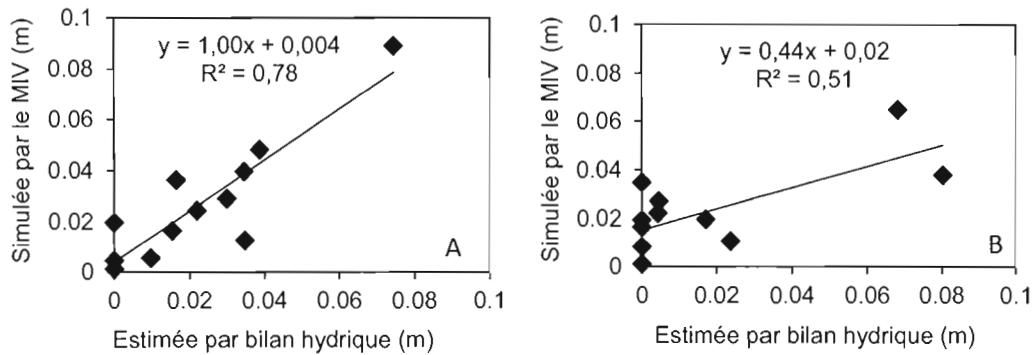 Simulée par le MIV (m)
0.1
0.08
0.06
0.04
0.02
0
y = 1,00x + 0,004
R² = 0,78
A
0 0.02 0.04 0.06 0.08 0.1
Estimée par bilan hydrique (m)
Simulée par le MIV (m)
0.1
0.08
0.06
0.04
0.02
0
y = 0,44x + 0,02
R² = 0,51
B
0 0.02 0.04 0.06 0.08 0.1
Estimée par bilan hydrique (m)